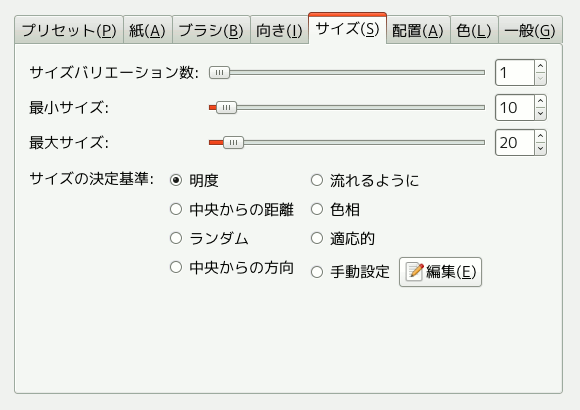 プリセット(P) 紙(A) ブラシ(B) 向き(I) サイズ(S) 配置(A) 色(L) 一般(G)
サイズバリエーション数: 1
最小サイズ: 10
最大サイズ: 20
サイズの決定基準: 明度 流れるように
中央からの距離 色相
ランダム 適応的
中央からの方向 手動設定 編集(E)